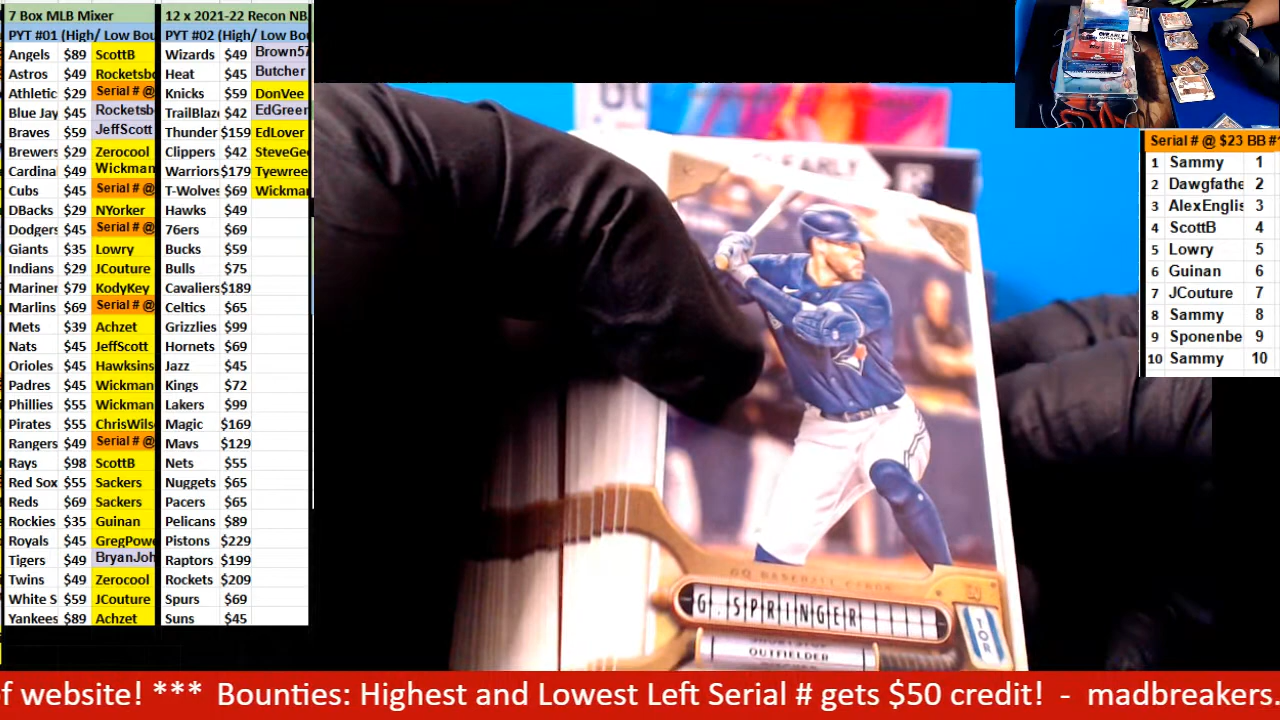 7 Box MLB Mixer
PYT #01 (High/ Low Bou
Angels $89 ScottB
Astros $49 Rocketsbo
Athletic $29 Serial # @
Blue Jay $45 Rocketsb
Braves $59 JeffScott
Brewers $29 Zerocool
Cardina $49 Wickman
Cubs $45 Serial # @
DBacks $29 NYorker
Dodgers $45 Serial # @
Giants $35 Lowry
Indians $29 JCouture
Mariner $79 KodyKey
Marlins $69 Serial # @
Mets $39 Achzet
Nats $45 JeffScott
Orioles $45 Hawksins
Padres $45 Wickman
Phillies $55 Wickman
Pirates $55 ChrisWils
Rangers $49 Serial # @
Rays $98 ScottB
Red Sox $55 Sackers
Reds $69 Sackers
Rockies $35 Guinan
Royals $45 GregPow
Tigers $49 BryanJoh
Twins $49 Zerocool
White S $59 JCouture
Yankees $89 Achzet
12 x 2021-22 Recon NB
PYT #02 (High/ Low Bou
Wizards $49 Brown57
Heat $45 Butcher
Knicks $59 DonVee
TrailBlaz $42 EdGreer
Thunder $159 EdLover
Clippers $42 SteveGe
Warriors $179 Tyewree
T-Wolves $69 Wickmar
Hawks $49
76ers $69
Bucks $59
Bulls $75
Cavaliers $189
Celtics $65
Grizzlies $99
Hornets $69
Jazz $45
Kings $72
Lakers $99
Magic $169
Mavs $129
Nets $55
Nuggets $65
Pacers $65
Pelicans $89
Pistons $229
Raptors $199
Rockets $209
Spurs $69
Suns $45
CLEARLY
GQ BASEBALL CARDS
G. SPRINGER
TOR
OUTFIELDER
Serial # @ $23 BB #
1 Sammy 1
2 Dawgfathe 2
3 AlexEnglis 3
4 ScottB 4
5 Lowry 5
6 Guinan 6
7 JCouture 7
8 Sammy 8
9 Sponenbe 9
10 Sammy 10
f website! *** Bounties: Highest and Lowest Left Serial # gets $50 credit! - madbreakers.